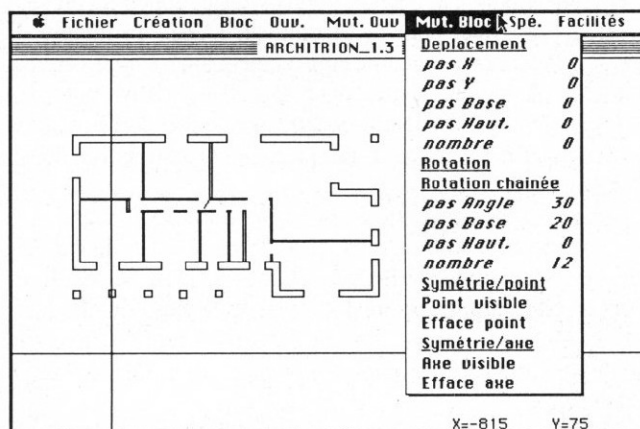 Fichier Création Bloc Ouv. Mvt. Ouv Mvt. Bloc Spé. Facilités
ARCHITRION_1.3
Deplacement
pas X 0
pas Y 0
pas Base 0
pas Haut. 0
nombre 0
Rotation
Rotation chainée
pas Angle 30
pas Base 20
pas Haut. 0
nombre 12
Symétrie/point
Point visible
Efface point
Symétrie/axe
Axe visible
Efface axe
X=-815 Y=75